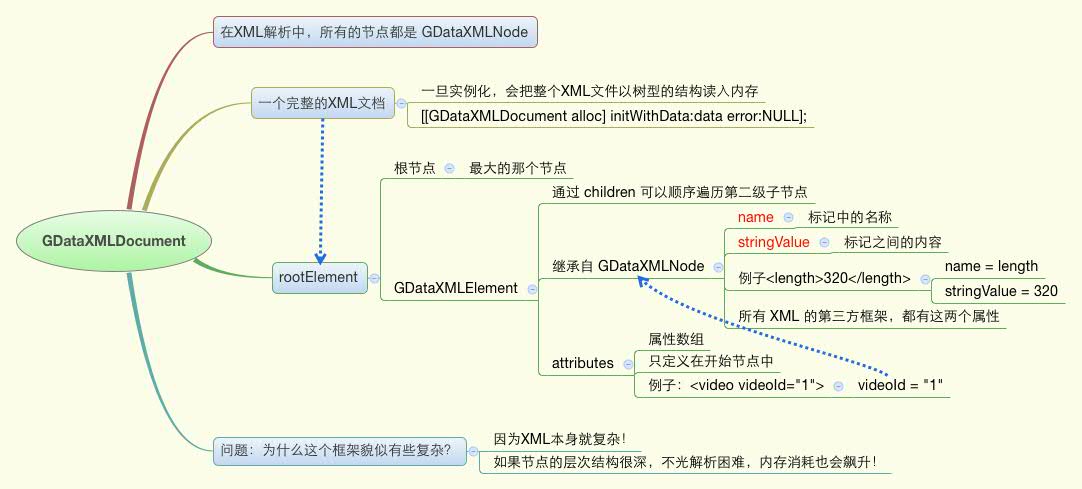 在XML解析中，所有的节点都是 GDataXMLNode
一个完整的XML文档
一旦实例化，会把整个XML文件以树型的结构读入内存
[[GDataXMLDocument alloc] initWithData:data error:NULL];
GDataXMLDocument
rootElement
根节点
最大的那个节点
GDataXMLElement
通过 children 可以顺序遍历第二级子节点
继承自 GDataXMLNode
name
标记中的名称
stringValue
标记之间的内容
例子<length>320</length>
name = length
stringValue = 320
所有 XML 的第三方框架，都有这两个属性
attributes
属性数组
只定义在开始节点中
例子：<video videoId="1">
videoId = "1"
问题：为什么这个框架貌似有些复杂？
因为XML本身就复杂！
如果节点的层次结构很深，不光解析困难，内存消耗也会飙升！